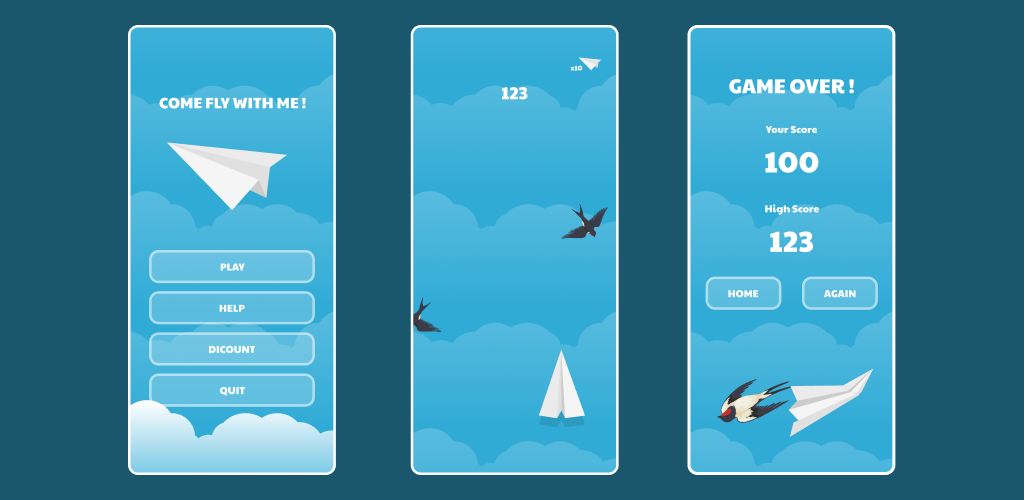 COME FLY WITH ME !
PLAY
HELP
DICOUNT
QUIT
x10
123
GAME OVER !
Your Score
100
High Score
123
HOME
AGAIN